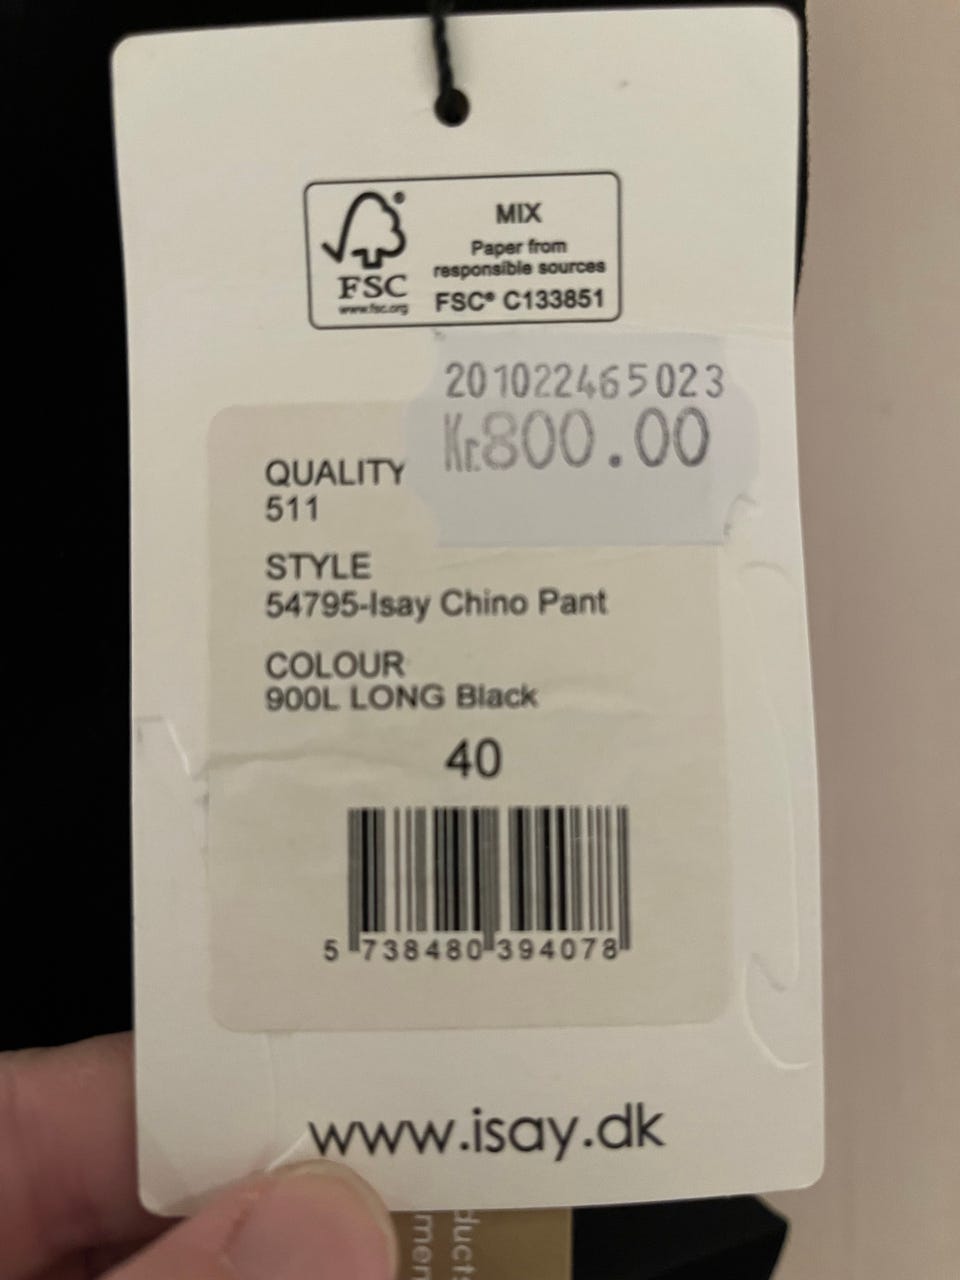 FSC®
www.fsc.org
MIX
Paper from
responsible sources
FSC® C133851
201022465023
Kr.800.00
QUALITY
511
STYLE
54795-Isay Chino Pant
COLOUR
900L LONG Black
40
5 738480 394078
www.isay.dk